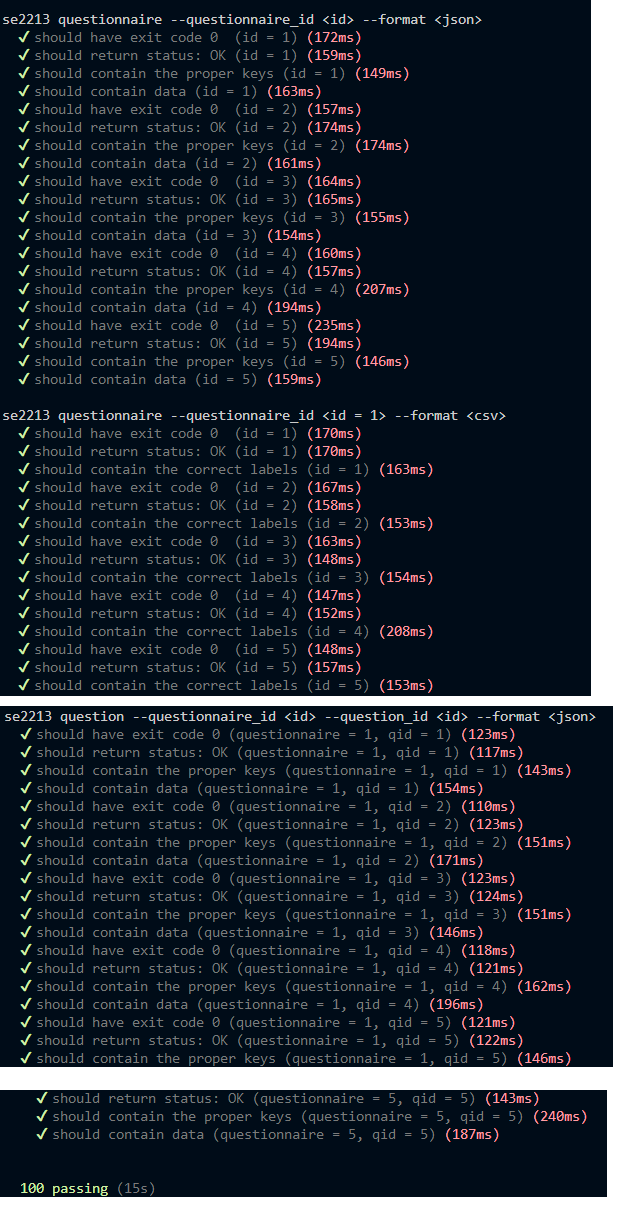 se2213 questionnaire --questionnaire_id <id> --format <json>
✓ should have exit code 0  (id = 1) (172ms)
✓ should return status: OK (id = 1) (159ms)
✓ should contain the proper keys (id = 1) (149ms)
✓ should contain data (id = 1) (163ms)
✓ should have exit code 0  (id = 2) (157ms)
✓ should return status: OK (id = 2) (174ms)
✓ should contain the proper keys (id = 2) (174ms)
✓ should contain data (id = 2) (161ms)
✓ should have exit code 0  (id = 3) (164ms)
✓ should return status: OK (id = 3) (165ms)
✓ should contain the proper keys (id = 3) (155ms)
✓ should contain data (id = 3) (154ms)
✓ should have exit code 0  (id = 4) (160ms)
✓ should return status: OK (id = 4) (157ms)
✓ should contain the proper keys (id = 4) (207ms)
✓ should contain data (id = 4) (194ms)
✓ should have exit code 0  (id = 5) (235ms)
✓ should return status: OK (id = 5) (194ms)
✓ should contain the proper keys (id = 5) (146ms)
✓ should contain data (id = 5) (159ms)
se2213 questionnaire --questionnaire_id <id = 1> --format <csv>
✓ should have exit code 0  (id = 1) (170ms)
✓ should return status: OK (id = 1) (170ms)
✓ should contain the correct labels (id = 1) (163ms)
✓ should have exit code 0  (id = 2) (167ms)
✓ should return status: OK (id = 2) (158ms)
✓ should contain the correct labels (id = 2) (153ms)
✓ should have exit code 0  (id = 3) (163ms)
✓ should return status: OK (id = 3) (148ms)
✓ should contain the correct labels (id = 3) (154ms)
✓ should have exit code 0  (id = 4) (147ms)
✓ should return status: OK (id = 4) (152ms)
✓ should contain the correct labels (id = 4) (208ms)
✓ should have exit code 0  (id = 5) (148ms)
✓ should return status: OK (id = 5) (157ms)
✓ should contain the correct labels (id = 5) (153ms)
se2213 question --questionnaire_id <id> --question_id <id> --format <json>
✓ should have exit code 0 (questionnaire = 1, qid = 1) (123ms)
✓ should return status: OK (questionnaire = 1, qid = 1) (117ms)
✓ should contain the proper keys (questionnaire = 1, qid = 1) (143ms)
✓ should contain data (questionnaire = 1, qid = 1) (154ms)
✓ should have exit code 0 (questionnaire = 1, qid = 2) (110ms)
✓ should return status: OK (questionnaire = 1, qid = 2) (123ms)
✓ should contain the proper keys (questionnaire = 1, qid = 2) (151ms)
✓ should contain data (questionnaire = 1, qid = 2) (171ms)
✓ should have exit code 0 (questionnaire = 1, qid = 3) (123ms)
✓ should return status: OK (questionnaire = 1, qid = 3) (124ms)
✓ should contain the proper keys (questionnaire = 1, qid = 3) (151ms)
✓ should contain data (questionnaire = 1, qid = 3) (146ms)
✓ should have exit code 0 (questionnaire = 1, qid = 4) (118ms)
✓ should return status: OK (questionnaire = 1, qid = 4) (121ms)
✓ should contain the proper keys (questionnaire = 1, qid = 4) (162ms)
✓ should contain data (questionnaire = 1, qid = 4) (196ms)
✓ should have exit code 0 (questionnaire = 1, qid = 5) (121ms)
✓ should return status: OK (questionnaire = 1, qid = 5) (122ms)
✓ should contain the proper keys (questionnaire = 1, qid = 5) (146ms)
✓ should return status: OK (questionnaire = 5, qid = 5) (143ms)
✓ should contain the proper keys (questionnaire = 5, qid = 5) (240ms)
✓ should contain data (questionnaire = 5, qid = 5) (187ms)
100 passing (15s)